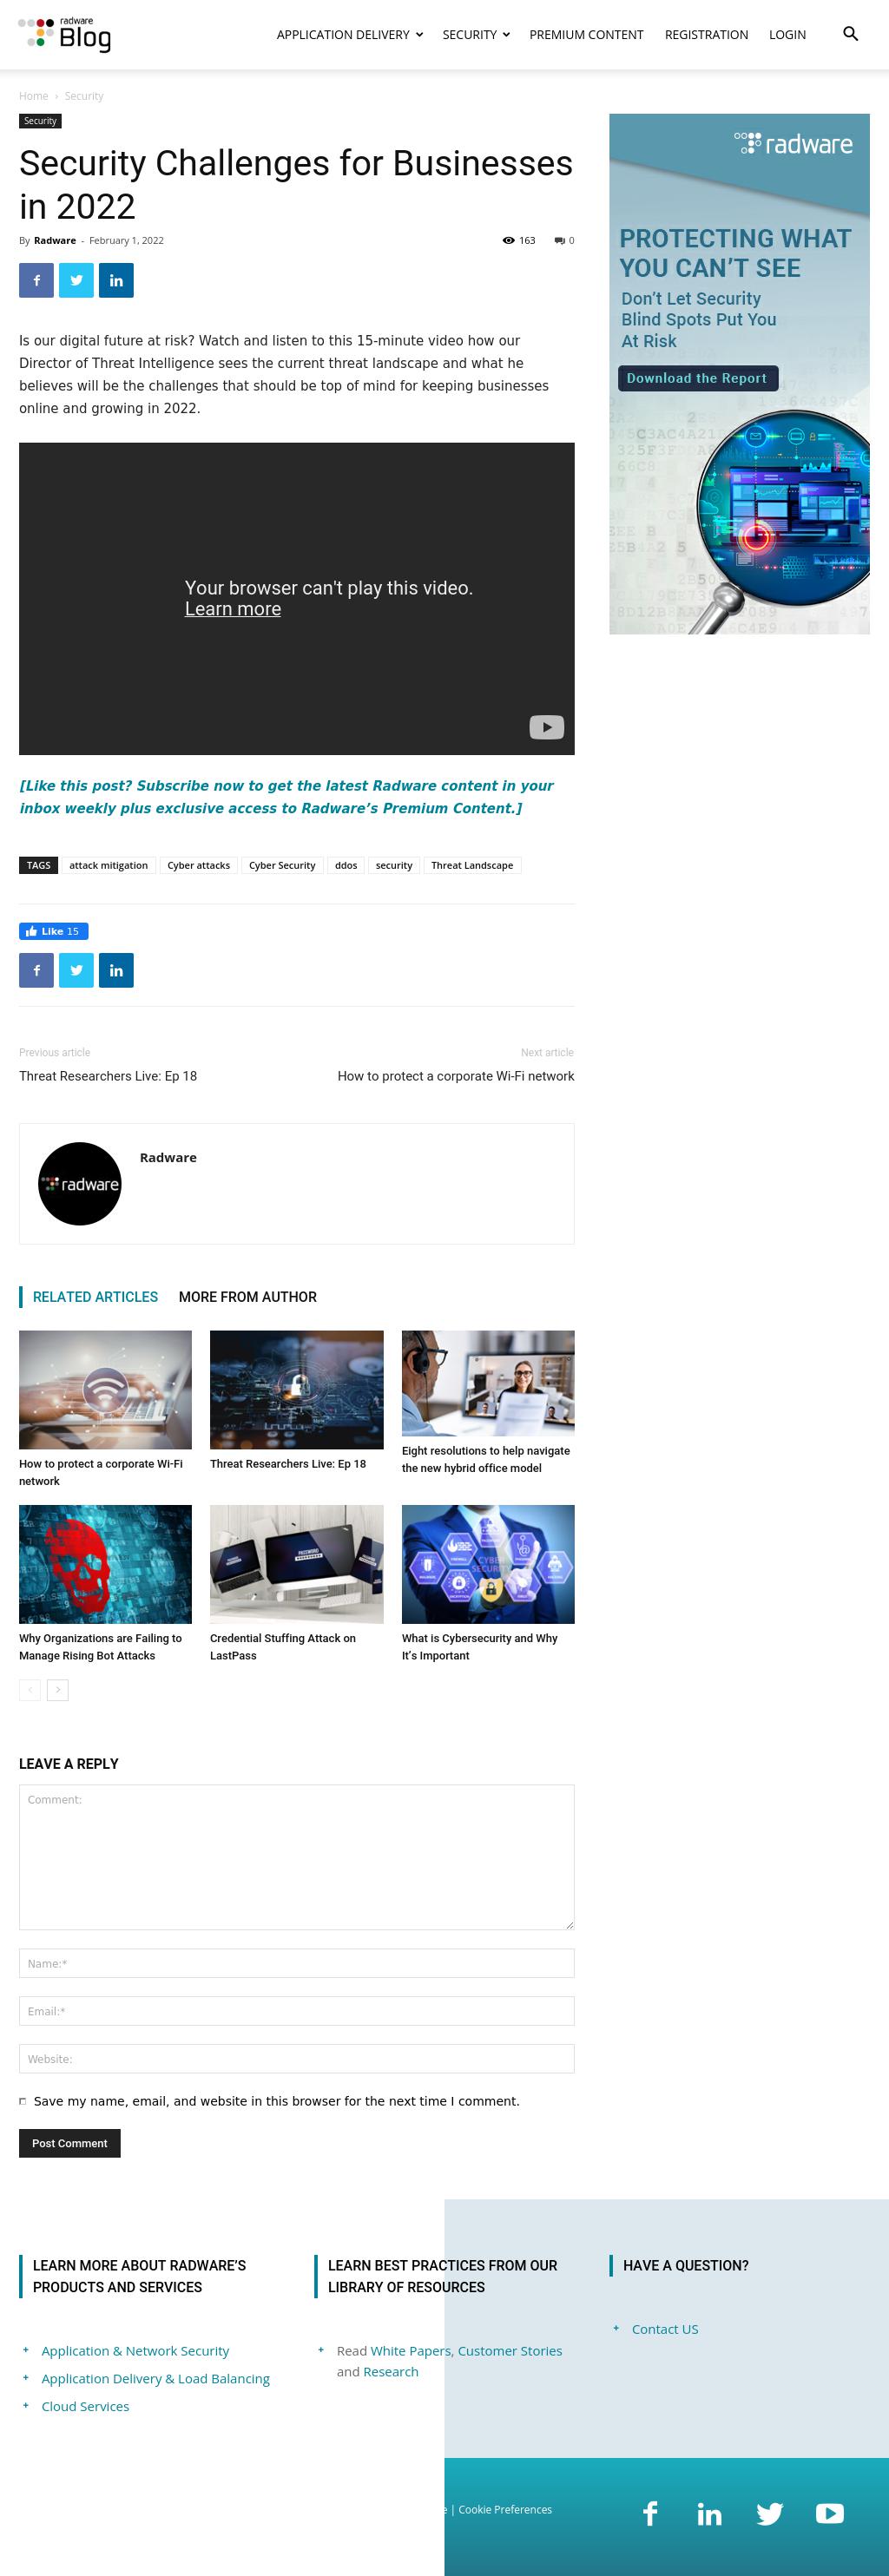 radware
Blog
APPLICATION DELIVERY
SECURITY
PREMIUM CONTENT
REGISTRATION
LOGIN
Home › Security
Security
Security Challenges for Businesses
in 2022
By Radware - February 1, 2022
163
0
Is our digital future at risk? Watch and listen to this 15-minute video how our
Director of Threat Intelligence sees the current threat landscape and what he
believes will be the challenges that should be top of mind for keeping businesses
online and growing in 2022.
Your browser can't play this video.
Learn more
[Like this post? Subscribe now to get the latest Radware content in your
inbox weekly plus exclusive access to Radware’s Premium Content.]
TAGS
attack mitigation
Cyber attacks
Cyber Security
ddos
security
Threat Landscape
Like 15
Previous article
Threat Researchers Live: Ep 18
Next article
How to protect a corporate Wi-Fi network
radware
Radware
RELATED ARTICLES
MORE FROM AUTHOR
How to protect a corporate Wi-Fi
network
Threat Researchers Live: Ep 18
Eight resolutions to help navigate
the new hybrid office model
Why Organizations are Failing to
Manage Rising Bot Attacks
PASSWORD
Credential Stuffing Attack on
LastPass
CYBER
SECURITY
What is Cybersecurity and Why
It’s Important
LEAVE A REPLY
Comment:
Name:*
Email:*
Website:
Save my name, email, and website in this browser for the next time I comment.
Post Comment
radware
PROTECTING WHAT
YOU CAN’T SEE
Don’t Let Security
Blind Spots Put You
At Risk
Download the Report
LEARN MORE ABOUT RADWARE’S
PRODUCTS AND SERVICES
Application & Network Security
Application Delivery & Load Balancing
Cloud Services
LEARN BEST PRACTICES FROM OUR
LIBRARY OF RESOURCES
Read White Papers, Customer Stories
and Research
HAVE A QUESTION?
Contact US
| Cookie Preferences